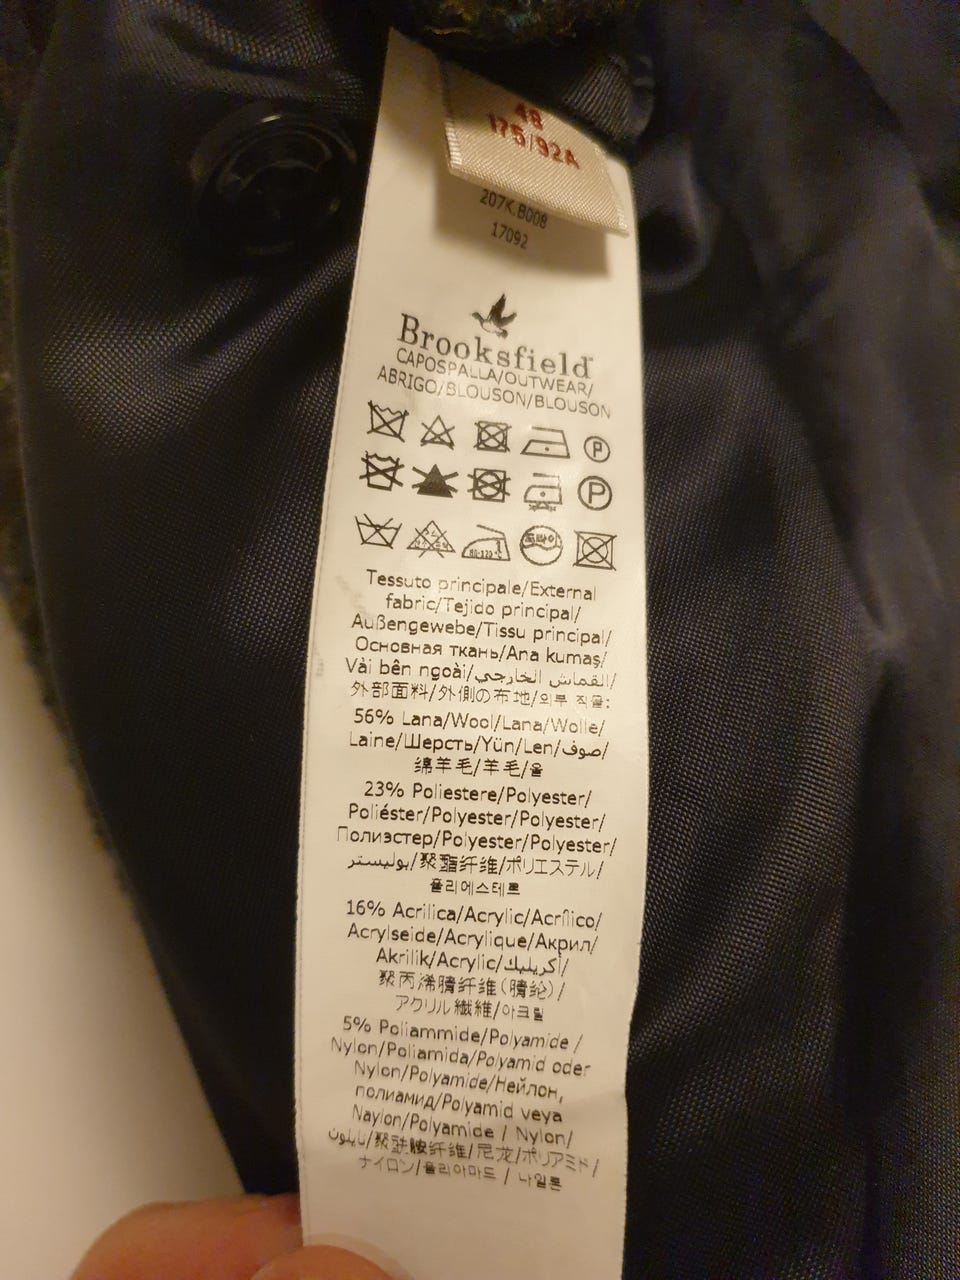 48
175/92A
207K.B008
17092
Brooksfield
CAPOSPALLA/OUTWEAR/
ABRIGO/BLOUSON/BLOUSON
P
P
80-120°C
드라이
Tessuto principale/External
fabric/Tejido principal/
Außengewebe/Tissu principal/
Основная ткань/Ana kumaş/
Vải bên ngoài/القماش الخارجي/
外部面料/外側の布地/외부 직물:
56% Lana/Wool/Lana/Wolle/
Laine/Шерсть/Yün/Len/صوف/
绵羊毛/羊毛/울
23% Poliestere/Polyester/
Poliéster/Polyester/Polyester/
Полиэстер/Polyester/Polyester/
بوليستر/聚酯纤维/ポリエステル/
폴리에스테르
16% Acrilica/Acrylic/Acrílico/
Acrylseide/Acrylique/Акрил/
Akrilik/Acrylic/أكريليك/
聚丙浠腈纤维(腈纶)/
アクリル繊維/아크릴
5% Poliammide/Polyamide /
Nylon/Poliamida/Polyamid oder
Nylon/Polyamide/Нейлон,
полиамид/Polyamid veya
Naylon/Polyamide / Nylon/
نايلون/聚酰胺纤维/尼龙/ポリアミド/
ナイロン/폴리아마드 / 나일론